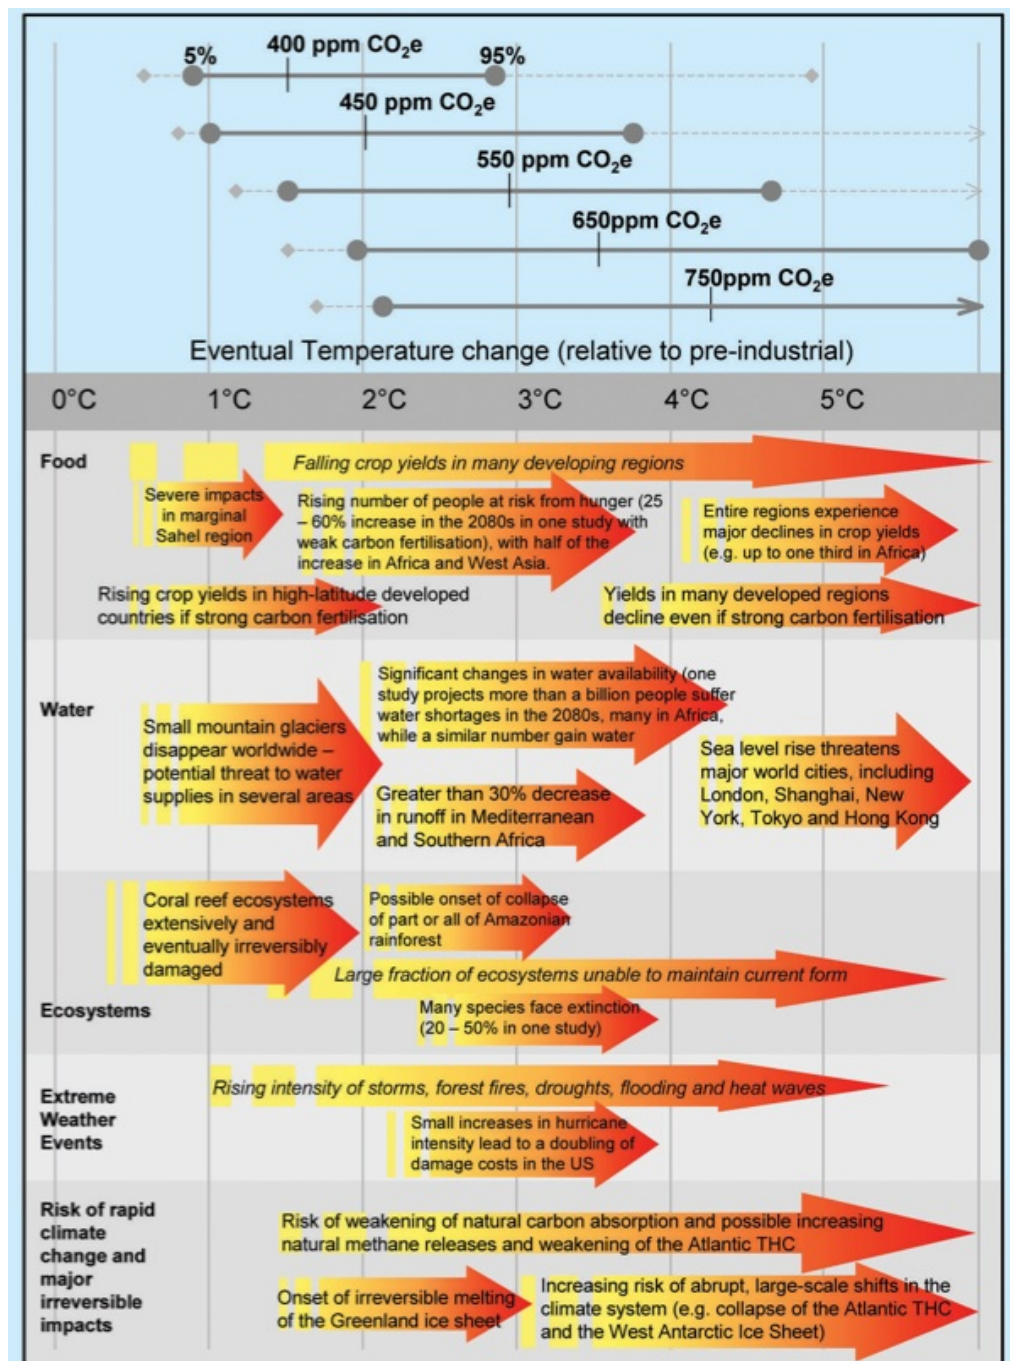 400 ppm CO₂e
5%
95%
450 ppm CO₂e
550 ppm CO₂e
650ppm CO₂e
750ppm CO₂e
Eventual Temperature change (relative to pre-industrial)
0°C 1°C 2°C 3°C 4°C 5°C
Food
Falling crop yields in many developing regions
Severe impacts
in marginal
Sahel region
Rising number of people at risk from hunger (25
– 60% increase in the 2080s in one study with
weak carbon fertilisation), with half of the
increase in Africa and West Asia.
Entire regions experience
major declines in crop yields
(e.g. up to one third in Africa)
Rising crop yields in high-latitude developed
countries if strong carbon fertilisation
Yields in many developed regions
decline even if strong carbon fertilisation
Water
Small mountain glaciers
disappear worldwide –
potential threat to water
supplies in several areas
Significant changes in water availability (one
study projects more than a billion people suffer
water shortages in the 2080s, many in Africa,
while a similar number gain water
Greater than 30% decrease
in runoff in Mediterranean
and Southern Africa
Sea level rise threatens
major world cities, including
London, Shanghai, New
York, Tokyo and Hong Kong
Ecosystems
Coral reef ecosystems
extensively and
eventually irreversibly
damaged
Possible onset of collapse
of part or all of Amazonian
rainforest
Large fraction of ecosystems unable to maintain current form
Many species face extinction
(20 – 50% in one study)
Extreme
Weather
Events
Rising intensity of storms, forest fires, droughts, flooding and heat waves
Small increases in hurricane
intensity lead to a doubling of
damage costs in the US
Risk of rapid
climate
change and
major
irreversible
impacts
Risk of weakening of natural carbon absorption and possible increasing
natural methane releases and weakening of the Atlantic THC
Onset of irreversible melting
of the Greenland ice sheet
Increasing risk of abrupt, large-scale shifts in the
climate system (e.g. collapse of the Atlantic THC
and the West Antarctic Ice Sheet)